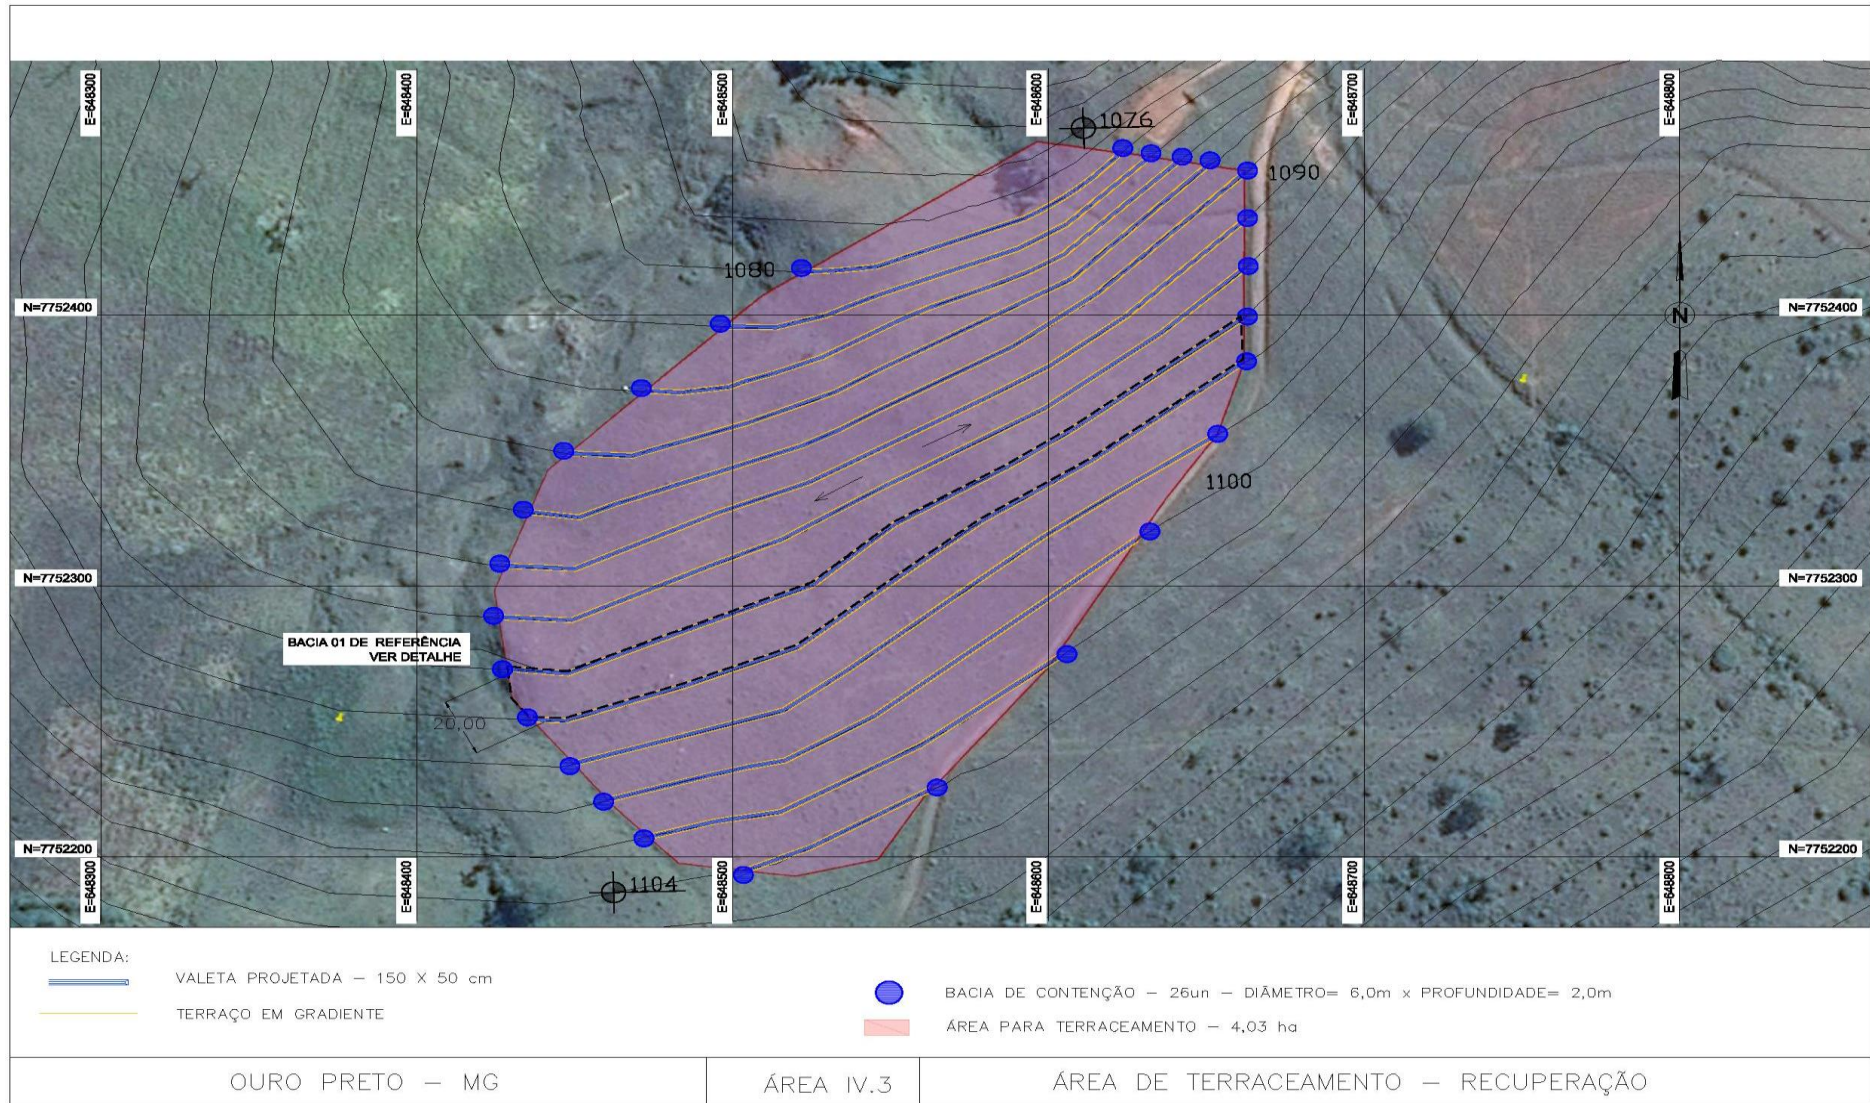 E=648300
E=648400
E=648500
E=648600
E=648700
E=648800
1076
1090
1080
N=7752400
N=7752400
N
1100
N=7752300
N=7752300
BACIA 01 DE REFERÊNCIA
VER DETALHE
20,00
N=7752200
N=7752200
1104
E=648300
E=648400
E=648500
E=648600
E=648700
E=648800
LEGENDA:
VALETA PROJETADA – 150 X 50 cm
TERRAÇO EM GRADIENTE
BACIA DE CONTENÇÃO – 26un – DIÂMETRO= 6,0m x PROFUNDIDADE= 2,0m
ÁREA PARA TERRACEAMENTO – 4,03 ha
OURO PRETO – MG
ÁREA IV.3
ÁREA DE TERRACEAMENTO – RECUPERAÇÃO